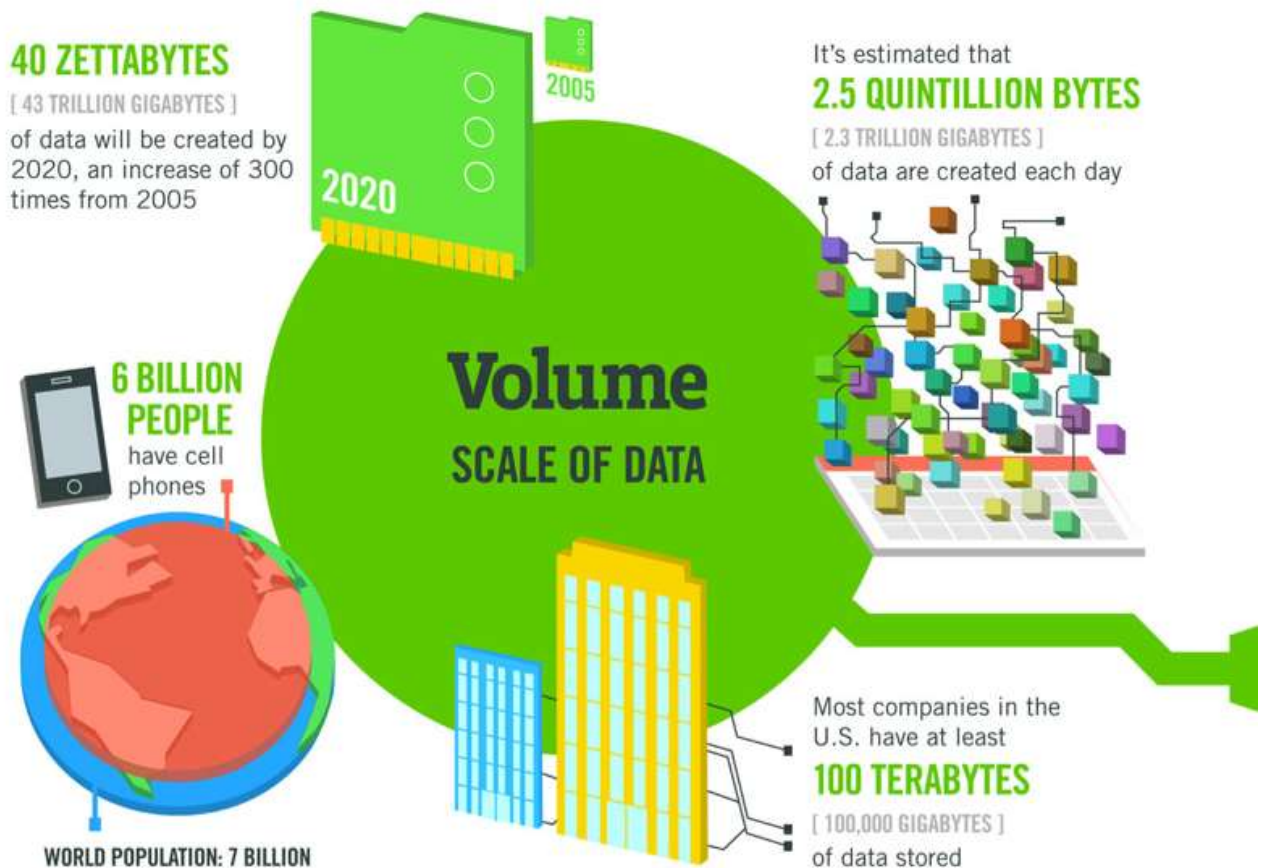 40 ZETTABYTES
[ 43 TRILLION GIGABYTES ]
of data will be created by
2020, an increase of 300
times from 2005
2020
2005
It's estimated that
2.5 QUINTILLION BYTES
[ 2.3 TRILLION GIGABYTES ]
of data are created each day
6 BILLION
PEOPLE
have cell
phones
WORLD POPULATION: 7 BILLION
Volume
SCALE OF DATA
Most companies in the
U.S. have at least
100 TERABYTES
[ 100,000 GIGABYTES ]
of data stored